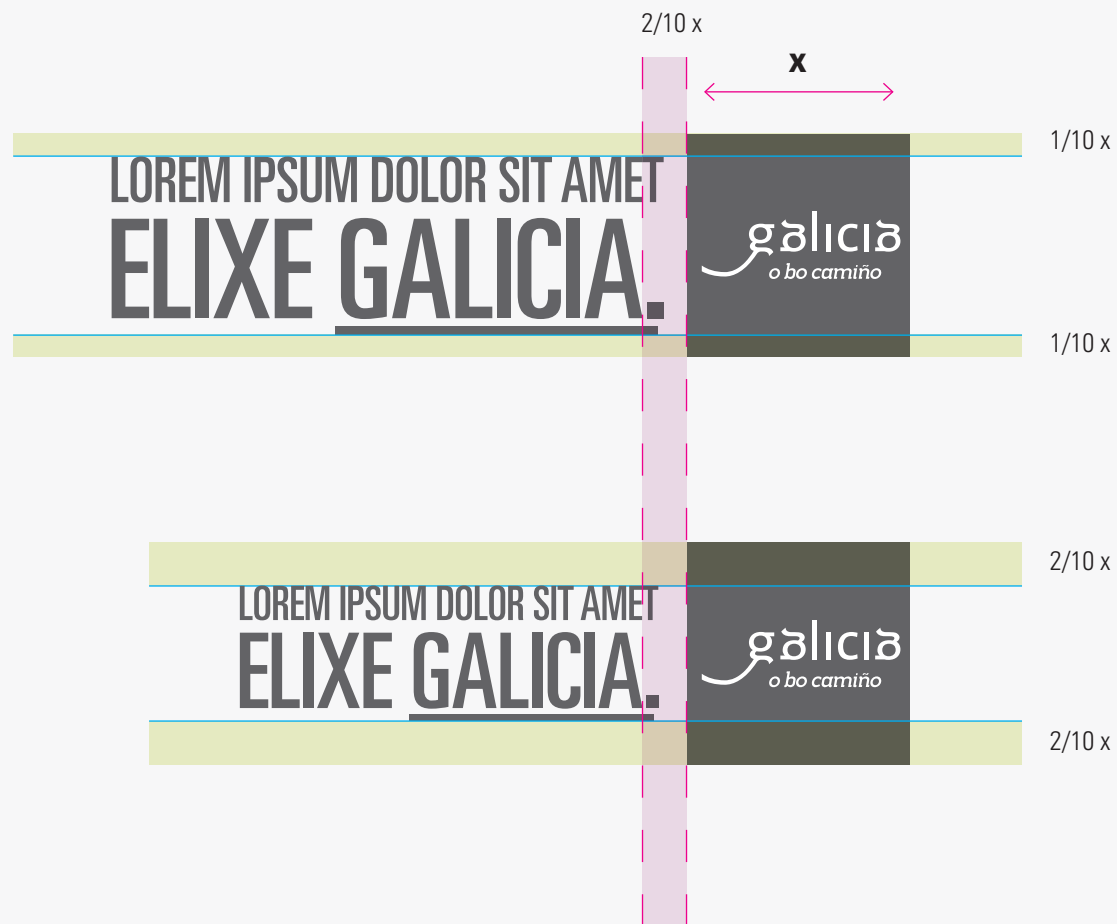 2/10 x
x
1/10 x
LOREM IPSUM DOLOR SIT AMET
ELIXE GALICIA.
galicia
o bo camiño
1/10 x
2/10 x
LOREM IPSUM DOLOR SIT AMET
ELIXE GALICIA.
galicia
o bo camiño
2/10 x